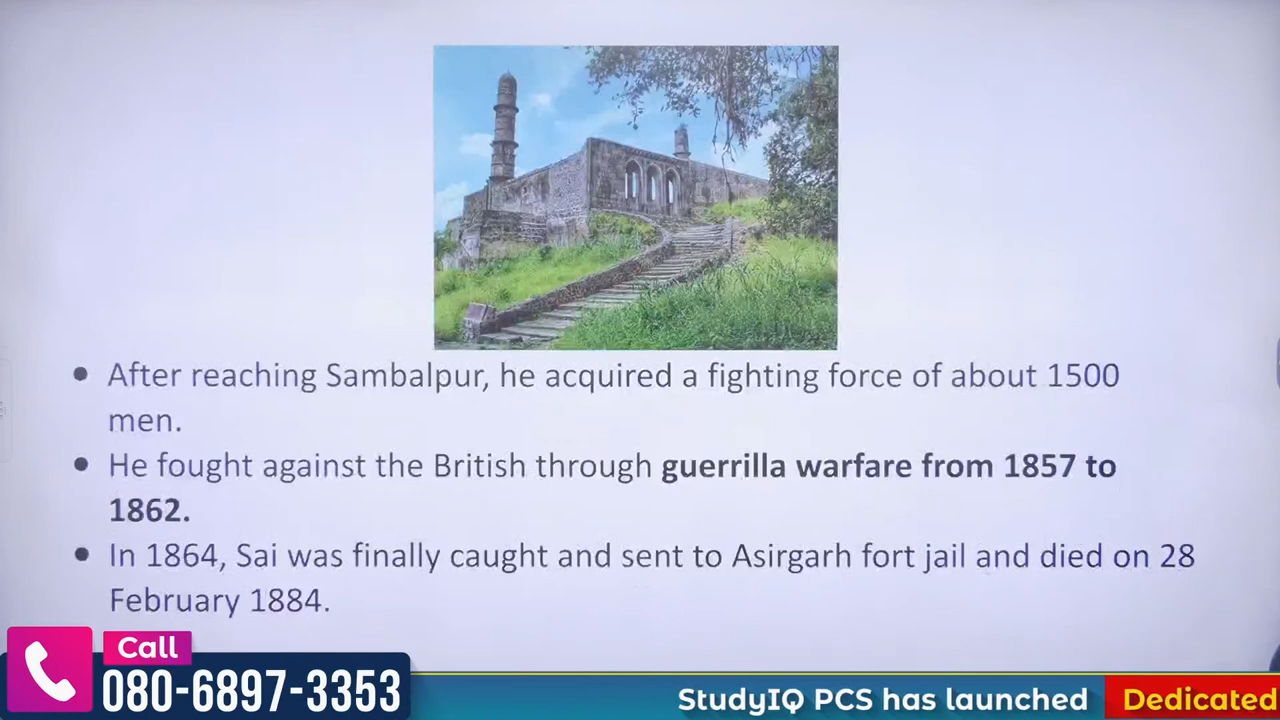 • After reaching Sambalpur, he acquired a fighting force of about 1500
men.
• He fought against the British through guerrilla warfare from 1857 to
1862.
• In 1864, Sai was finally caught and sent to Asirgarh fort jail and died on 28
February 1884.
Call
080-6897-3353
StudyIQ PCS has launched Dedicated